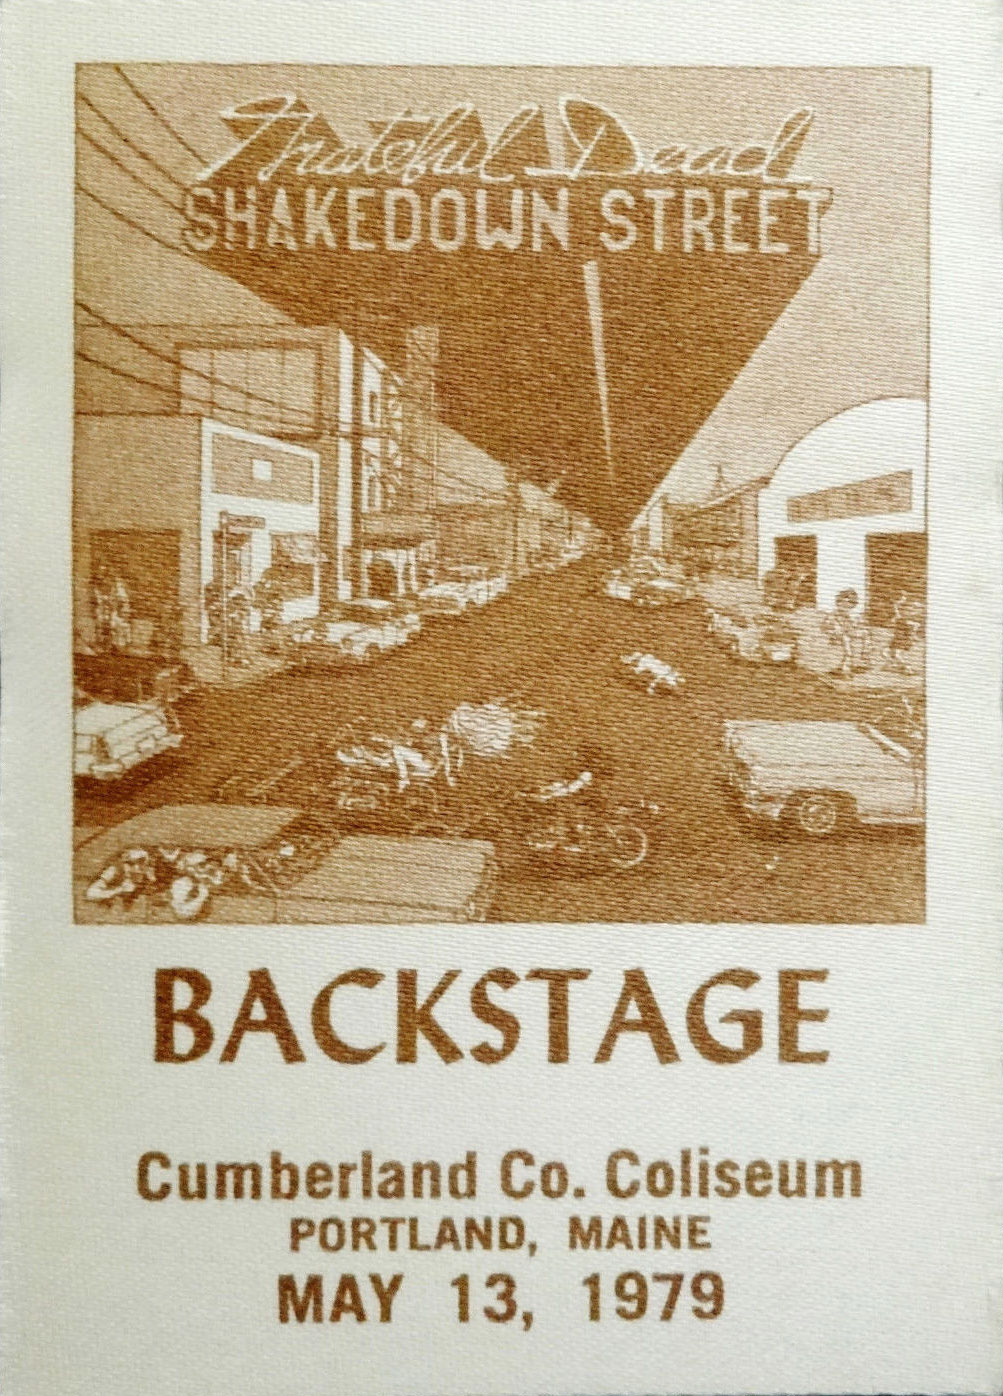 Grateful Dead
SHAKEDOWN STREET
BACKSTAGE
Cumberland Co. Coliseum
PORTLAND, MAINE
MAY 13, 1979